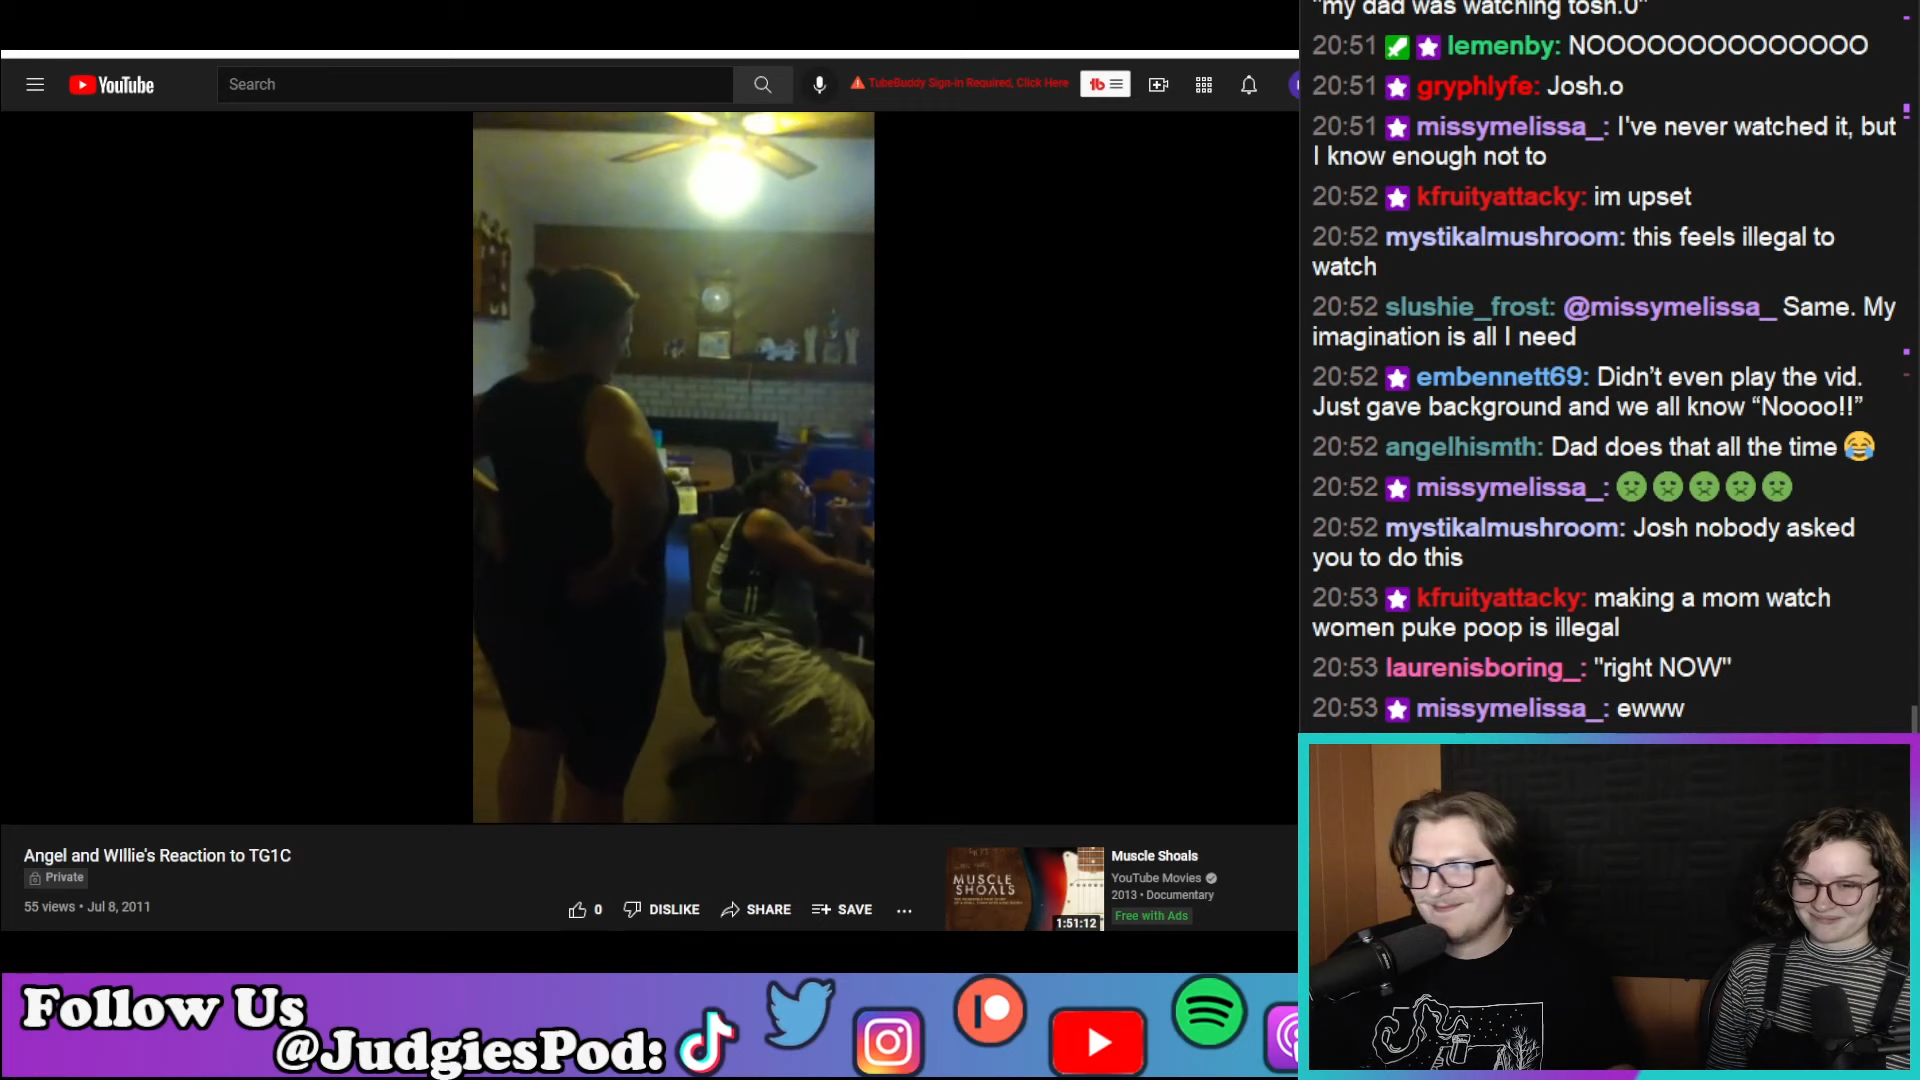 "my dad was watching tosh.0"
20:51 lemenby: NOOOOOOOOOOOOOO
20:51 gryphlyfe: Josh.o
20:51 missymelissa_: I've never watched it, but
I know enough not to
20:52 kfruityattacky: im upset
20:52 mystikalmushroom: this feels illegal to
watch
20:52 slushie_frost: @missymelissa_ Same. My
imagination is all I need
20:52 embennett69: Didn't even play the vid.
Just gave background and we all know “Noooo!!”
20:52 angelhismth: Dad does that all the time 😂
20:52 missymelissa_:
20:52 mystikalmushroom: Josh nobody asked
you to do this
20:53 kfruityattacky: making a mom watch
women puke poop is illegal
20:53 laurenisboring_: "right NOW"
20:53 missymelissa_: ewww
YouTube
Search
TubeBuddy Sign-in Required, Click Here
tb
Angel and WIllie's Reaction to TG1C
Private
55 views • Jul 8, 2011
0 DISLIKE SHARE SAVE
MUSCLE
SHOALS
1:51:12
Muscle Shoals
YouTube Movies
2013 • Documentary
Free with Ads
Follow Us
@JudgiesPod: